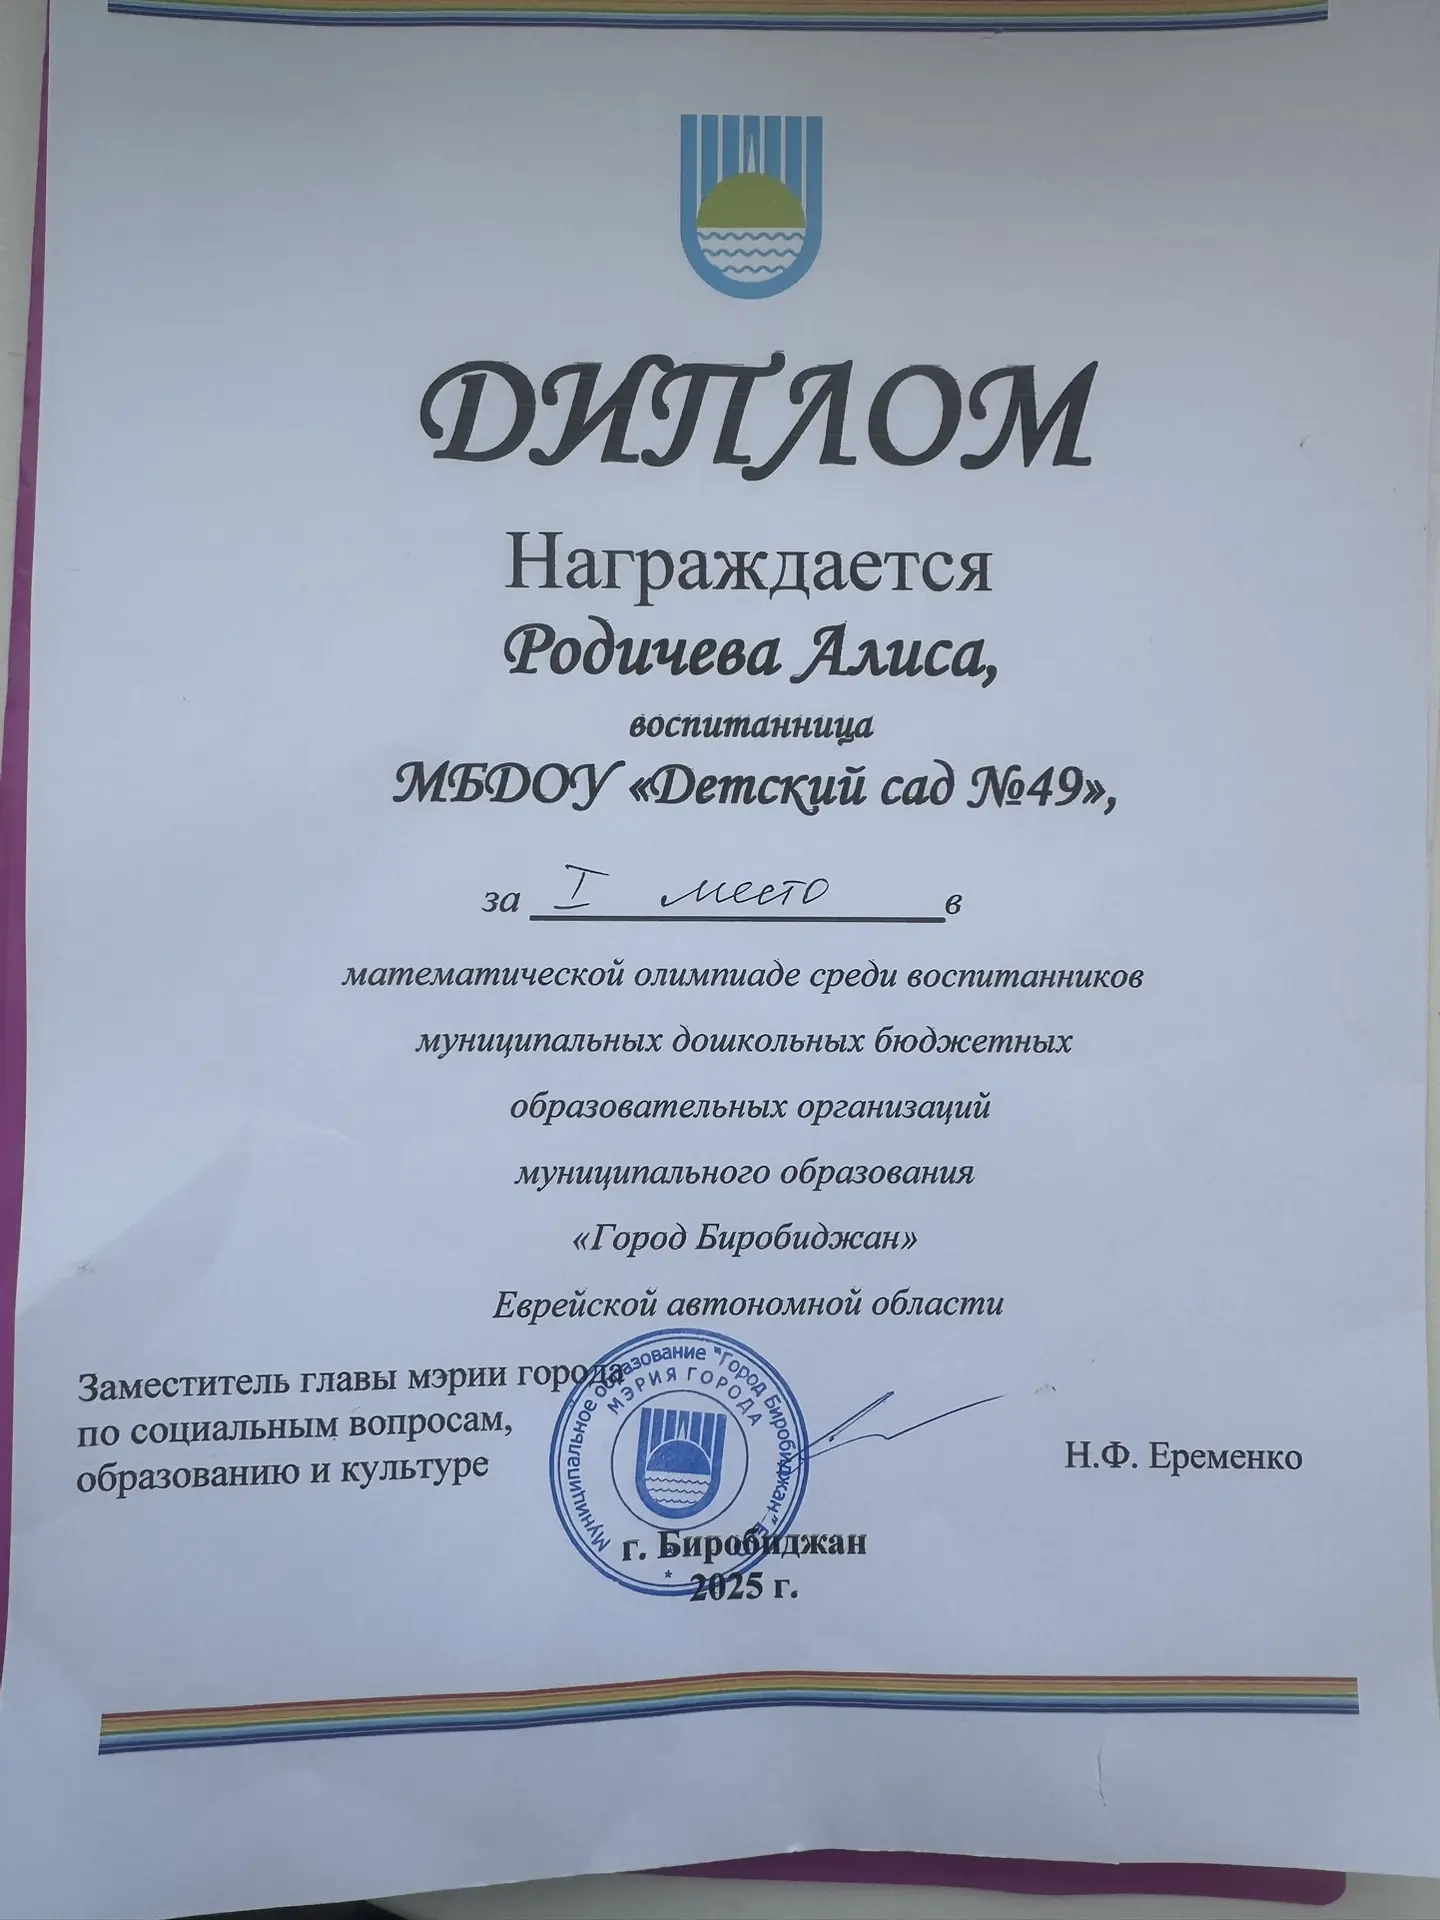 ДИПЛОМ
Награждается
Родичева Алиса,
воспитанница
МБДОУ «Детский сад №49»,
за I место в
математической олимпиаде среди воспитанников
муниципальных дошкольных бюджетных
образовательных организаций
муниципального образования
«Город Биробиджан»
Еврейской автономной области
Заместитель главы мэрии города
по социальным вопросам,
образованию и культуре
Муниципальное образование "Город Биробиджан"
МЭРИЯ ГОРОДА
Н.Ф. Еременко
г. Биробиджан
2025 г.